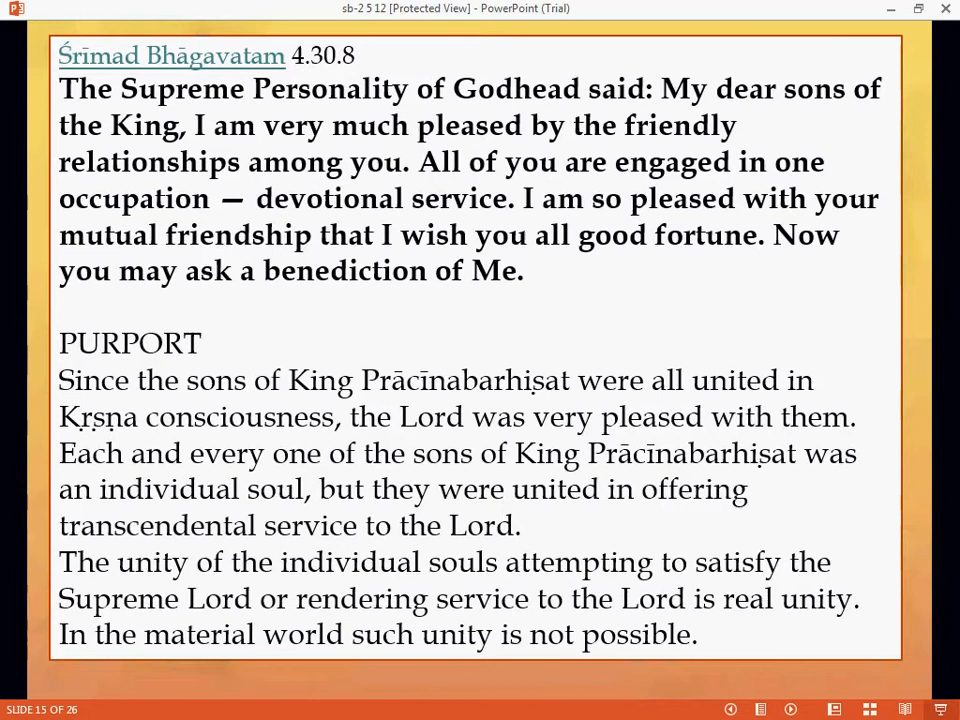 sb-2 5 12 [Protected View] - PowerPoint (Trial)
Śrīmad Bhāgavatam 4.30.8
The Supreme Personality of Godhead said: My dear sons of
the King, I am very much pleased by the friendly
relationships among you. All of you are engaged in one
occupation — devotional service. I am so pleased with your
mutual friendship that I wish you all good fortune. Now
you may ask a benediction of Me.
PURPORT
Since the sons of King Prācīnabarhiṣat were all united in
Kṛṣṇa consciousness, the Lord was very pleased with them.
Each and every one of the sons of King Prācīnabarhiṣat was
an individual soul, but they were united in offering
transcendental service to the Lord.
The unity of the individual souls attempting to satisfy the
Supreme Lord or rendering service to the Lord is real unity.
In the material world such unity is not possible.
SLIDE 15 OF 26